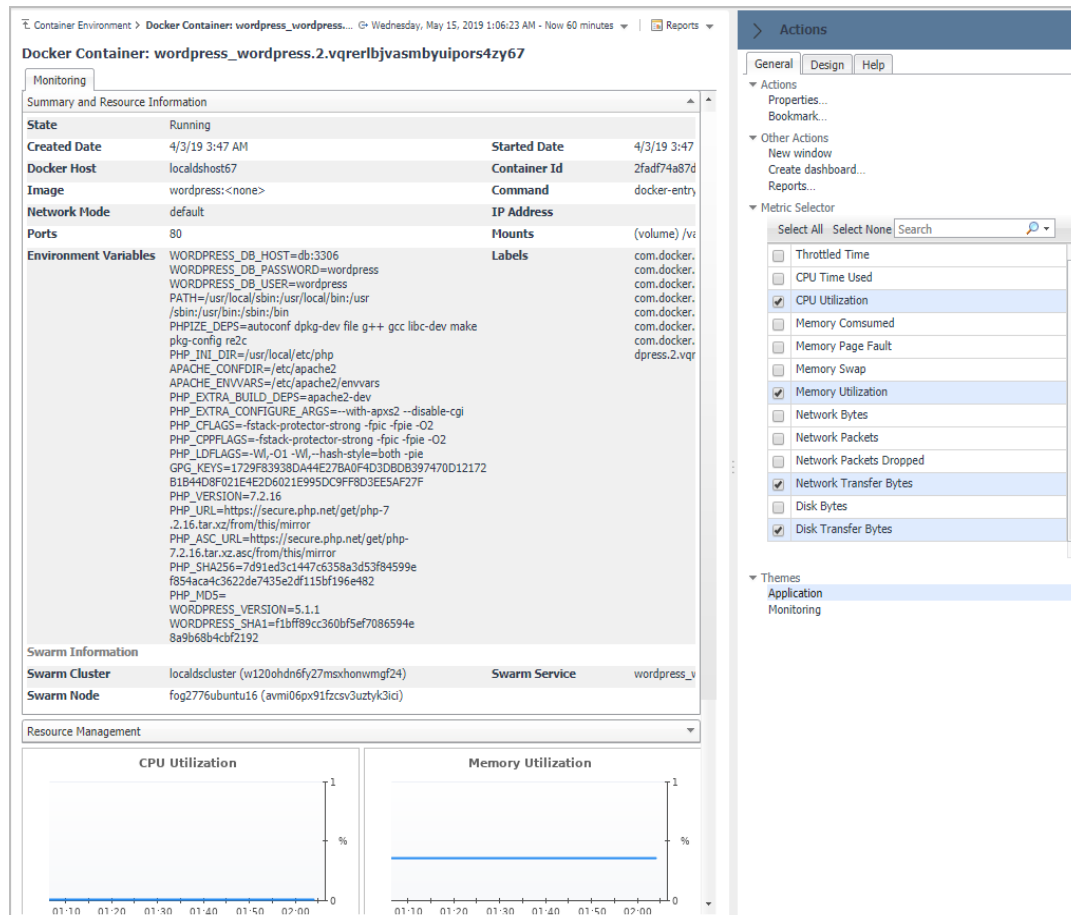 Container Environment > Docker Container: wordpress_wordpress.... Wednesday, May 15, 2019 1:06:23 AM - Now 60 minutes | Reports
Docker Container: wordpress_wordpress.2.vqrerlbjvasmbyuipors4zy67
Monitoring
Summary and Resource Information
State Running
Created Date 4/3/19 3:47 AM Started Date 4/3/19 3:47
Docker Host localdshost67 Container Id 2fadf74a87d
Image wordpress:<none> Command docker-entry
Network Mode default IP Address
Ports 80 Mounts (volume) /va
Environment Variables WORDPRESS_DB_HOST=db:3306 Labels com.docker.
WORDPRESS_DB_PASSWORD=wordpress com.docker.
WORDPRESS_DB_USER=wordpress com.docker.
PATH=/usr/local/sbin:/usr/local/bin:/usr com.docker.
/sbin:/usr/bin:/sbin:/bin com.docker.
PHPIZE_DEPS=autoconf dpkg-dev file g++ gcc libc-dev make com.docker.
pkg-config re2c com.docker.
PHP_INI_DIR=/usr/local/etc/php dpress.2.vqr
APACHE_CONFDIR=/etc/apache2
APACHE_ENVVARS=/etc/apache2/envvars
PHP_EXTRA_BUILD_DEPS=apache2-dev
PHP_EXTRA_CONFIGURE_ARGS=--with-apxs2 --disable-cgi
PHP_CFLAGS=-fstack-protector-strong -fpic -fpie -O2
PHP_CPPFLAGS=-fstack-protector-strong -fpic -fpie -O2
PHP_LDFLAGS=-Wl,-O1 -Wl,--hash-style=both -pie
GPG_KEYS=1729F83938DA44E27BA0F4D3DBDB397470D12172
B1B44D8F021E4E2D6021E995DC9FF8D3EE5AF27F
PHP_VERSION=7.2.16
PHP_URL=https://secure.php.net/get/php-7
.2.16.tar.xz/from/this/mirror
PHP_ASC_URL=https://secure.php.net/get/php-
7.2.16.tar.xz.asc/from/this/mirror
PHP_SHA256=7d91ed3c1447c6358a3d53f84599e
f854aca4c3622de7435e2df115bf196e482
PHP_MD5=
WORDPRESS_VERSION=5.1.1
WORDPRESS_SHA1=f1bff89cc360bf5ef7086594e
8a9b68b4cbf2192
Swarm Information
Swarm Cluster localdscluster (w120ohdn6fy27msxhonwmgf24) Swarm Service wordpress_w
Swarm Node fog2776ubuntu16 (avmi06px91fzcsv3uztyk3ici)
Resource Management
CPU Utilization
1
%
0
01:10 01:20 01:30 01:40 01:50 02:00
Memory Utilization
1
%
0
01:10 01:20 01:30 01:40 01:50 02:00
Actions
General Design Help
Actions
Properties...
Bookmark...
Other Actions
New window
Create dashboard...
Reports...
Metric Selector
Select All Select None Search
Throttled Time
CPU Time Used
CPU Utilization
Memory Comsumed
Memory Page Fault
Memory Swap
Memory Utilization
Network Bytes
Network Packets
Network Packets Dropped
Network Transfer Bytes
Disk Bytes
Disk Transfer Bytes
Themes
Application
Monitoring